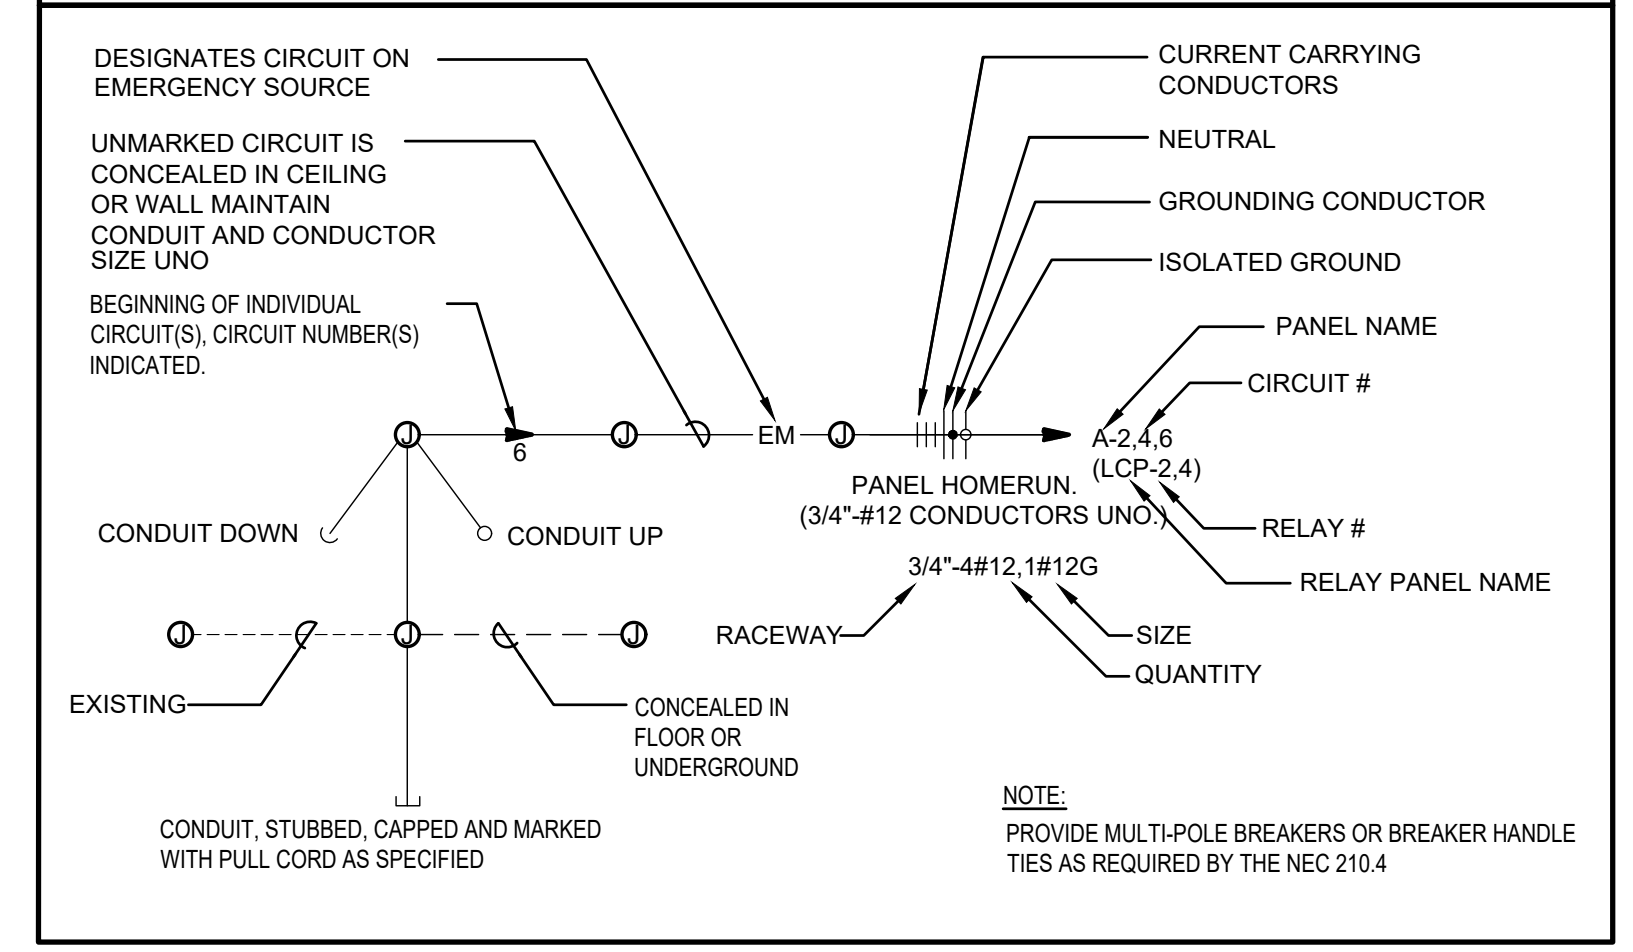 DESIGNATES CIRCUIT ON
EMERGENCY SOURCE
UNMARKED CIRCUIT IS
CONCEALED IN CEILING
OR WALL MAINTAIN
CONDUIT AND CONDUCTOR
SIZE UNO
BEGINNING OF INDIVIDUAL
CIRCUIT(S), CIRCUIT NUMBER(S)
INDICATED.
CURRENT CARRYING
CONDUCTORS
NEUTRAL
GROUNDING CONDUCTOR
ISOLATED GROUND
PANEL NAME
CIRCUIT #
J
6
J
EM
J
A-2,4,6
(LCP-2,4)
PANEL HOMERUN.
(3/4"-#12 CONDUCTORS UNO.)
RELAY #
RELAY PANEL NAME
CONDUIT DOWN
CONDUIT UP
3/4"-4#12,1#12G
RACEWAY
SIZE
QUANTITY
J
J
J
EXISTING
CONCEALED IN
FLOOR OR
UNDERGROUND
CONDUIT, STUBBED, CAPPED AND MARKED
WITH PULL CORD AS SPECIFIED
NOTE:
PROVIDE MULTI-POLE BREAKERS OR BREAKER HANDLE
TIES AS REQUIRED BY THE NEC 210.4